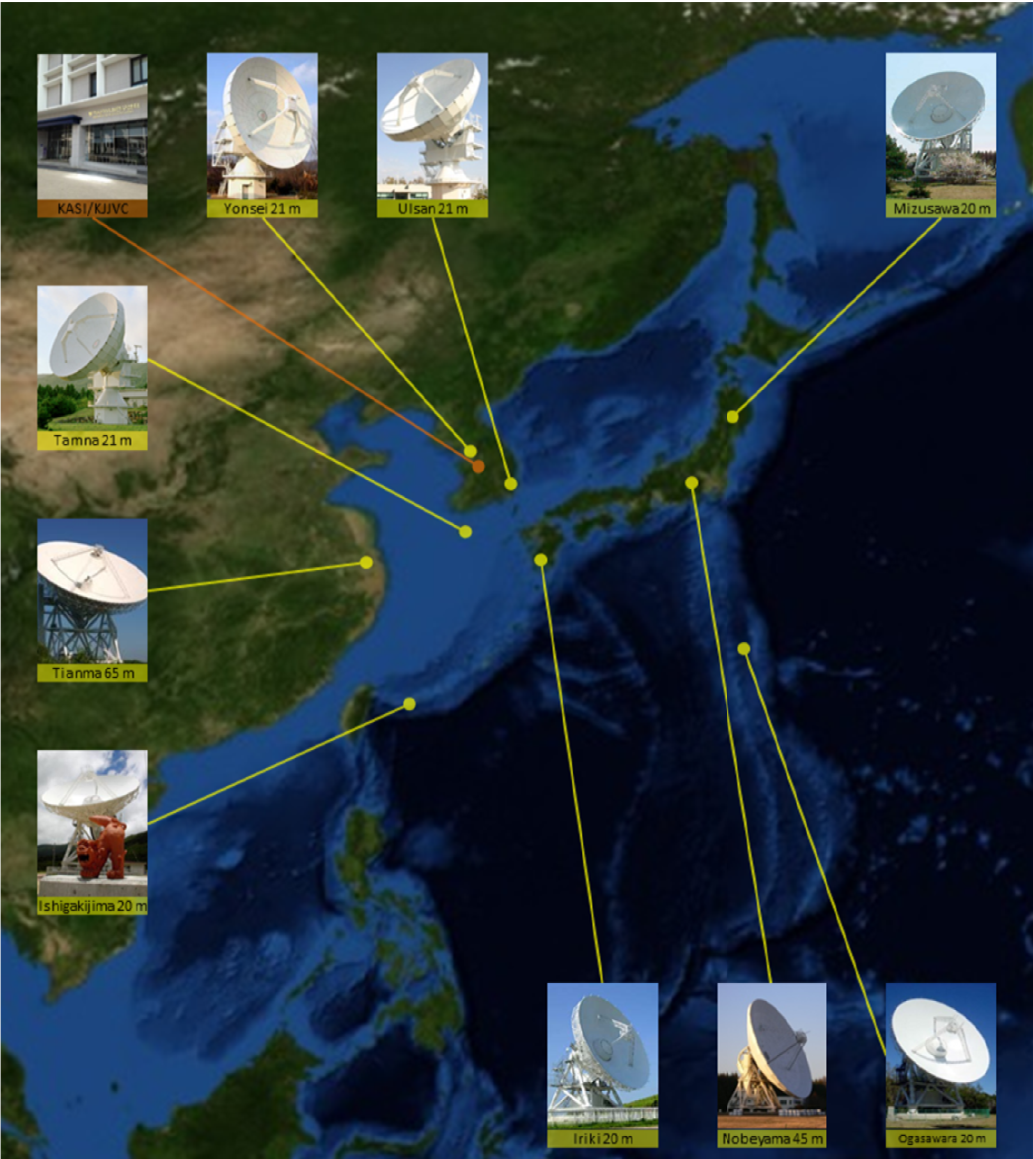 KASI/KJJVC
Yonsei 21 m
Ulsan 21 m
Mizusawa 20 m
Tamna 21 m
Tianma 65 m
Ishigakijima 20 m
Iriki 20 m
Nobeyama 45 m
Ogasawara 20 m